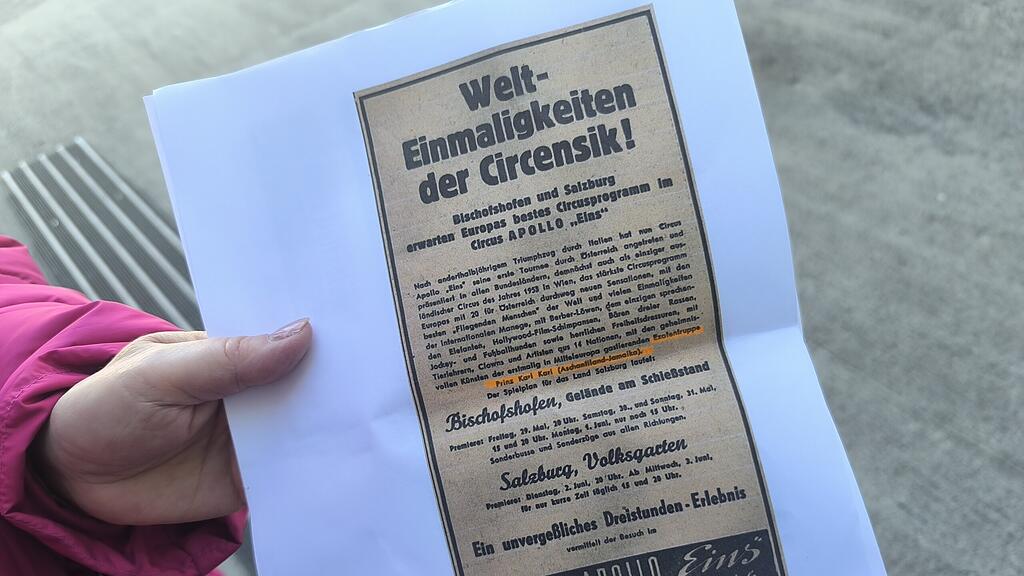 Welt-
Einmaligkeiten
der Circensik!
Bischofshofen und Salzburg
erwarten Europas bestes Circusprogramm im
Circus APOLLO „Eins“
Nach anderthalbjährigem Triumphzug durch Italien hat nun Circus
Apollo „Eins“ seine erste Tournee durch Österreich angetreten und
präsentiert in allen Bundesländern, demnächst auch als einziger aus-
ländischer Circus des Jahres 1953 in Wien, das stärkste Circusprogramm
Europas mit 20 für Österreich durchweg neuen Sensationen, mit den
besten „Fliegenden Menschen“ der Welt und vielen Einmaligkeiten
der Internationalen Manege, mit Berber-Löwen, dem einzigen sprechen-
den Elefanten, Hollywood-Film-Schimpansen, Bären dieser Rassen,
Jockey- und Fußballhunden sowie herrlichen Freiheitsdressuren, mit
Tierlehrern, Clowns und Artisten aus 14 Nationen, mit den geheimnis-
vollen Künsten der erstmalig in Mitteleuropa weilenden Exotentruppe
Prinz Kari Kari (Aschantiland-Jamaika).
Der Spielplan für das Land Salzburg lautet:
Bischofshofen, Gelände am Schießstand
Premiere: Freitag, 29. Mai, 20 Uhr. Samstag, 30. und Sonntag, 31. Mai,
15 und 20 Uhr. Montag, 1. Juni, nur noch 15 Uhr.
Sonderbusse und Sonderzüge aus allen Richtungen.
Salzburg, Volksgarten
Premiere: Dienstag, 2. Juni, 20 Uhr. Ab Mittwoch, 3. Juni,
für nur kurze Zeit täglich 15 und 20 Uhr.
Ein unvergeßliches Dreistunden-Erlebnis
vermittelt der Besuch im
APOLLO Eins